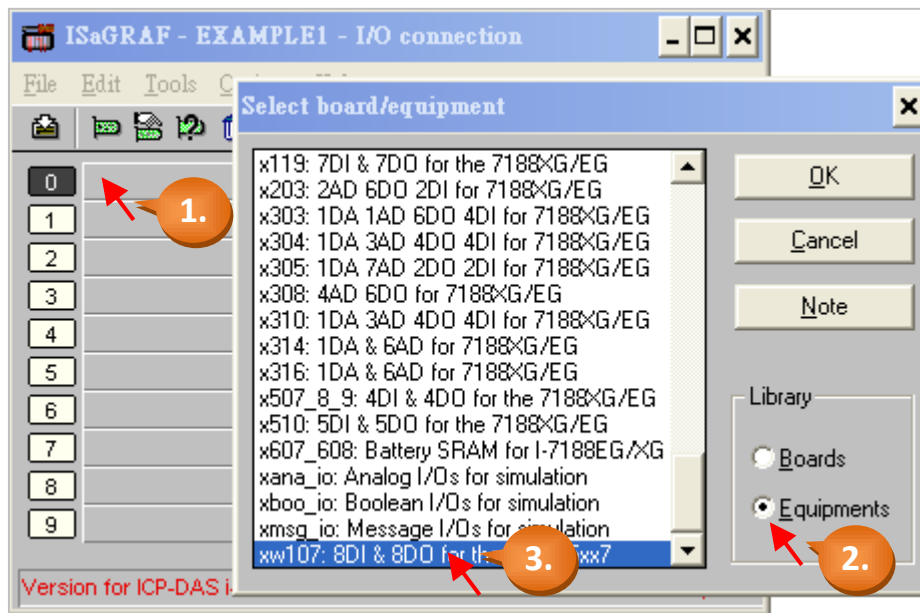 ISaGRAF - EXAMPLE1 - I/O connection
File Edit Tools
Select board/equipment
x119: 7DI & 7DO for the 7188XG/EG
x203: 2AD 6DO 2DI for 7188XG/EG
x303: 1DA 1AD 6DO 4DI for 7188XG/EG
x304: 1DA 3AD 4DO 4DI for 7188XG/EG
x305: 1DA 7AD 2DO 2DI for 7188XG/EG
x308: 4AD 6DO for 7188XG/EG
x310: 1DA 3AD 4DO 4DI for 7188XG/EG
x314: 1DA & 6AD for 7188XG/EG
x316: 1DA & 6AD for 7188XG/EG
x507_8_9: 4DI & 4DO for the 7188XG/EG
x510: 5DI & 5DO for the 7188XG/EG
x607_608: Battery SRAM for I-7188EG/XG
xana_io: Analog I/Os for simulation
xboo_io: Boolean I/Os for simulation
xmsg_io: Message I/Os for simulation
xw107: 8DI & 8DO for the xx7
OK
Cancel
Note
Library
Boards
Equipments
0
1
2
3
4
5
6
7
8
9
1.
2.
3.
Version for ICP-DAS i-